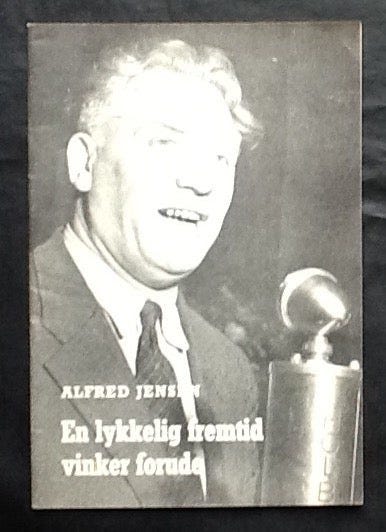 ALFRED JENSEN
En lykkelig fremtid
vinker forude